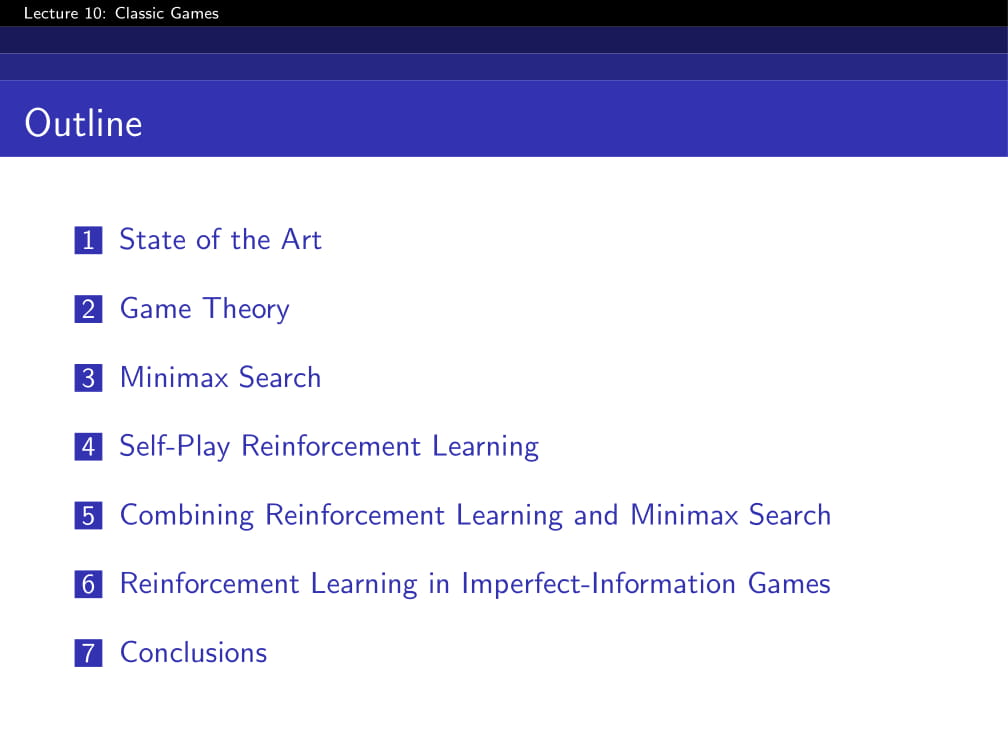 Lecture 10: Classic Games
Outline
1 State of the Art
2 Game Theory
3 Minimax Search
4 Self-Play Reinforcement Learning
5 Combining Reinforcement Learning and Minimax Search
6 Reinforcement Learning in Imperfect-Information Games
7 Conclusions